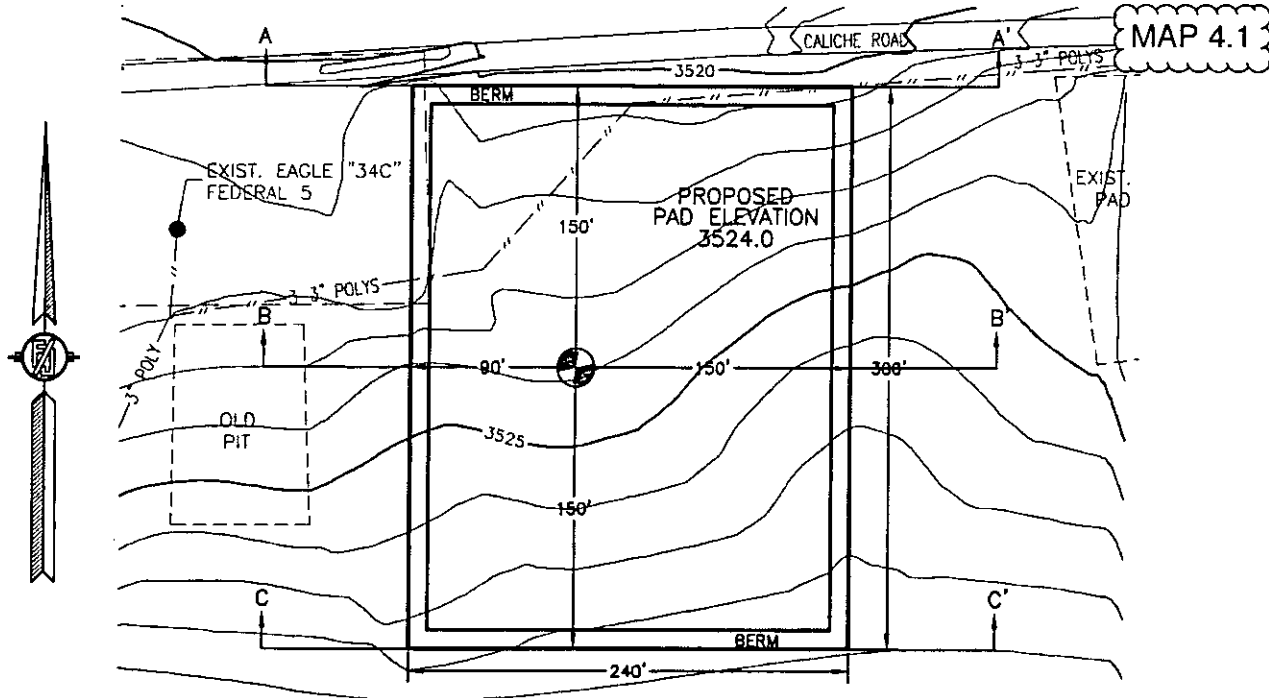 MAP 4.1
A
CALICHE ROAD
A'
3520
3 3" POLYS
BERM
EXIST. EAGLE "34C"
FEDERAL 5
EXIST.
PAD
PROPOSED
PAD ELEVATION
3524.0
150'
3 3" POLYS
B
B'
3" POLY
90'
150'
300'
OLD
PIT
3525
150'
C
C'
BERM
240'